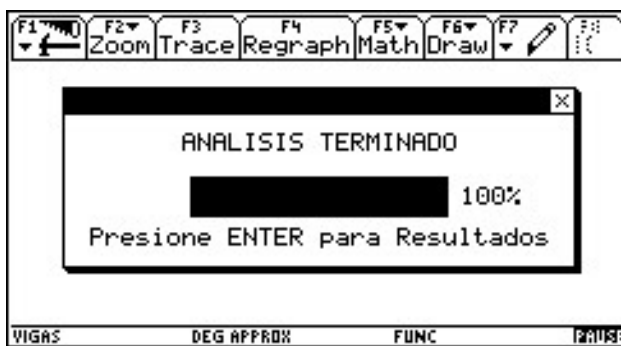 F1 F2 Zoom F3 Trace F4 Regraph F5 Math F6 Draw F7
ANALISIS TERMINADO
100%
Presione ENTER para Resultados
VIGAS DEG APPROX FUNC PAUSE